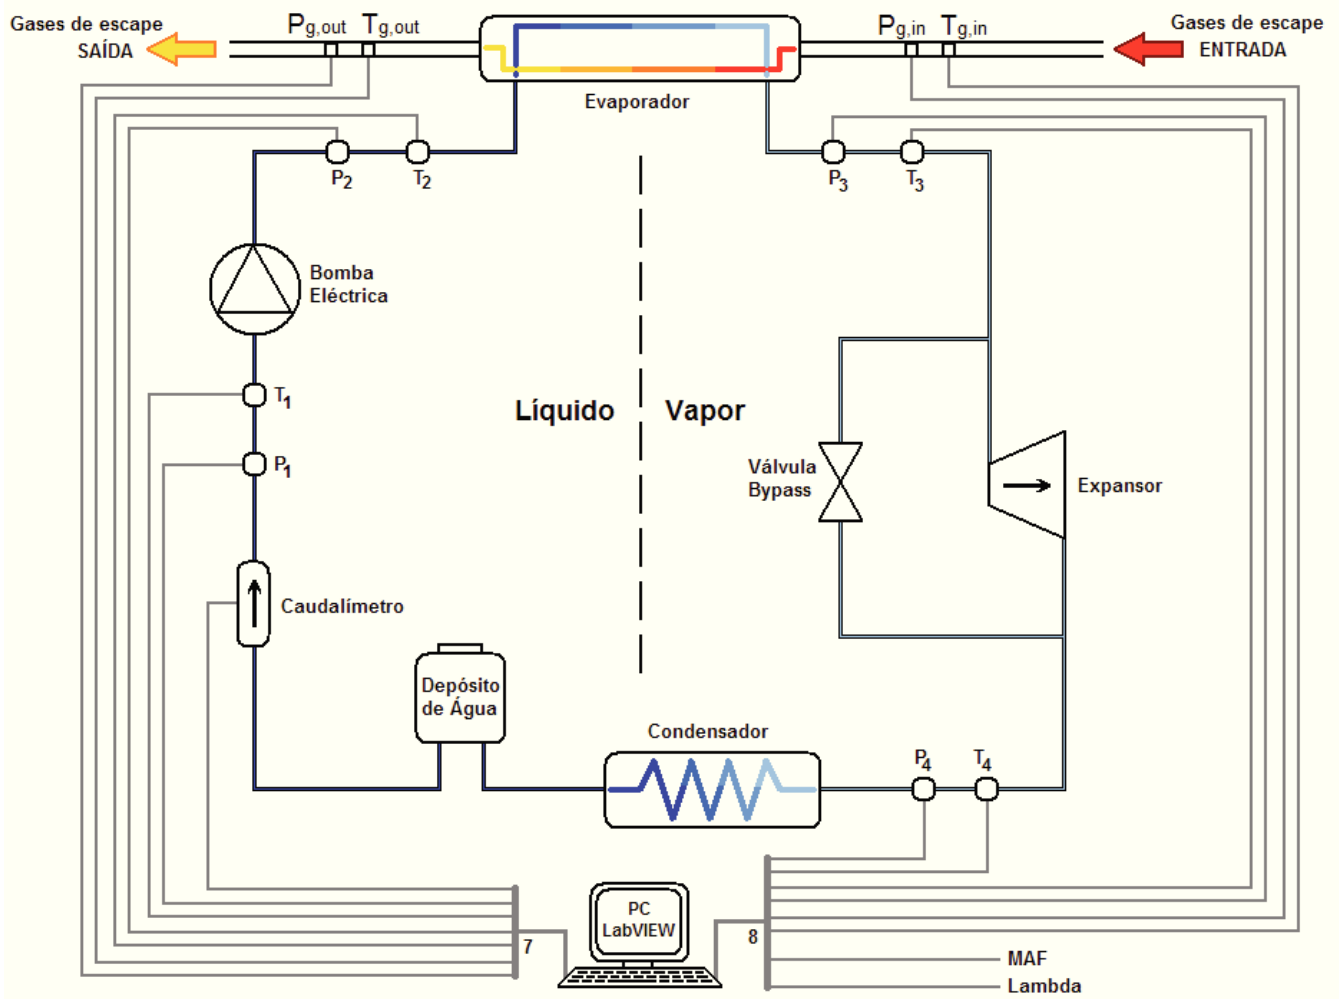 Gases de escape
SAÍDA
Pg,out
Tg,out
Pg,in
Tg,in
Gases de escape
ENTRADA
Evaporador
P2
T2
P3
T3
Bomba
Eléctrica
T1
Líquido
Vapor
P1
Válvula
Bypass
Expansor
Caudalímetro
Depósito
de Água
Condensador
P4
T4
PC
LabVIEW
7
8
MAF
Lambda